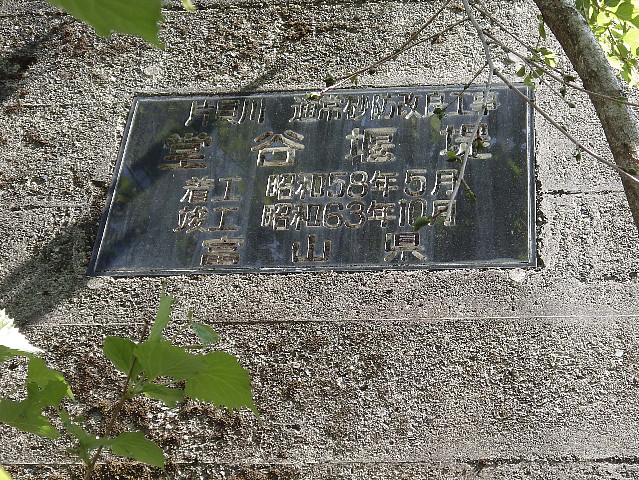 片貝川 通常砂防改良工事
谷堰堤
着工 昭和58年5月
竣工 昭和63年10月
富山県